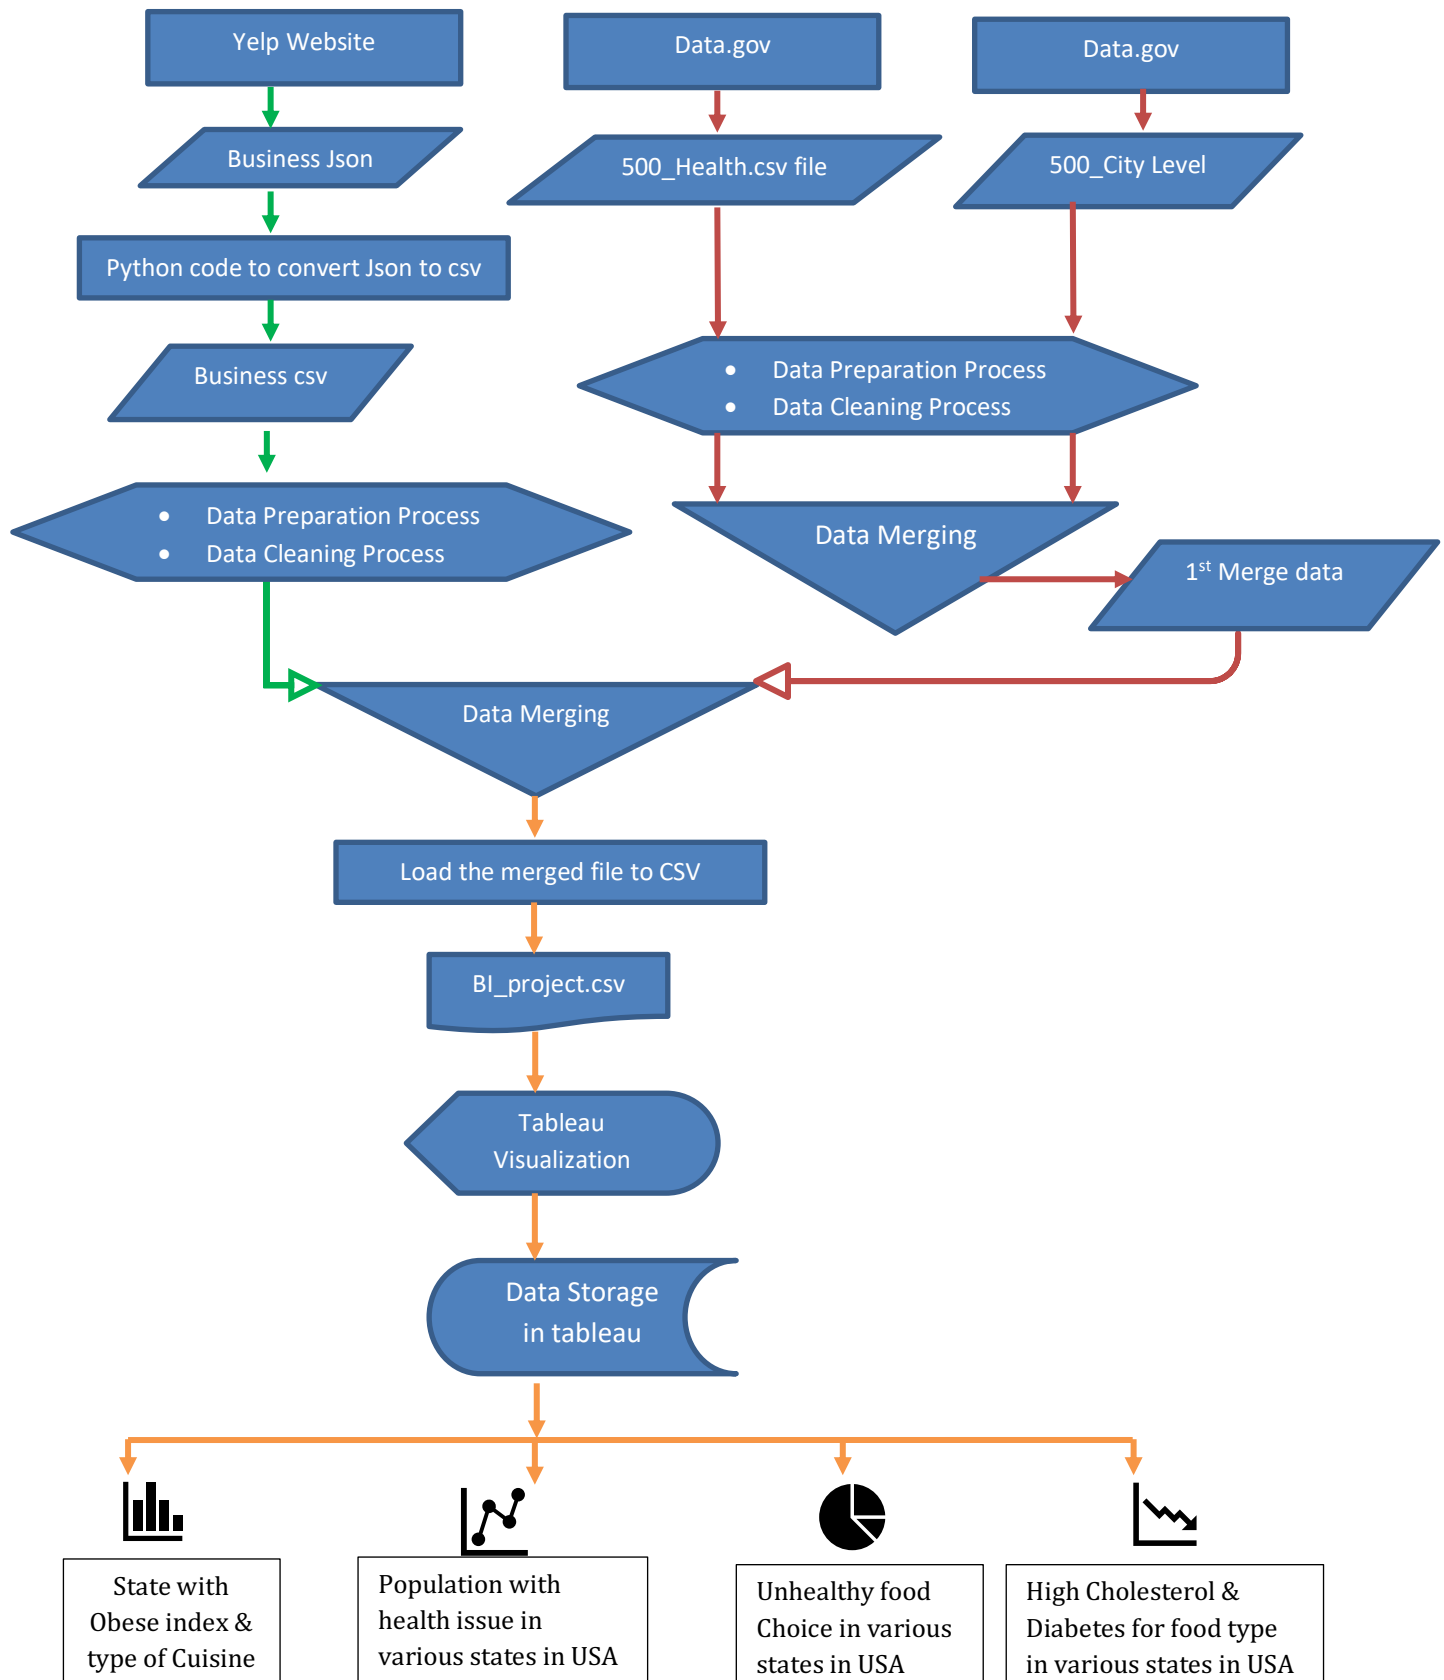 Yelp Website
Data.gov
Data.gov
Business Json
500_Health.csv file
500_City Level
Python code to convert Json to csv
Business csv
• Data Preparation Process
• Data Cleaning Process
• Data Preparation Process
• Data Cleaning Process
Data Merging
1st Merge data
Data Merging
Load the merged file to CSV
BI_project.csv
Tableau
Visualization
Data Storage
in tableau
State with
Obese index &
type of Cuisine
Population with
health issue in
various states in USA
Unhealthy food
Choice in various
states in USA
High Cholesterol &
Diabetes for food type
in various states in USA